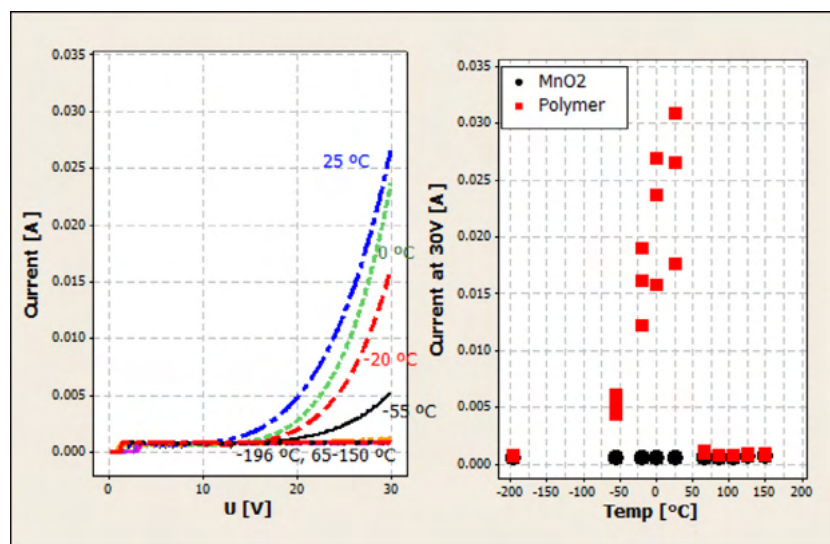 0.035
0.030
0.025
0.020
0.015
0.010
0.005
0.000
Current [A]
0
10
20
30
U [V]
25 ºC
0 ºC
-20 ºC
-55 ºC
-196 ºC, 65-150 ºC
MnO2
Polymer
0.035
0.030
0.025
0.020
0.015
0.010
0.005
0.000
Current at 30V [A]
-200
-150
-100
-50
0
50
100
150
200
Temp [°C]